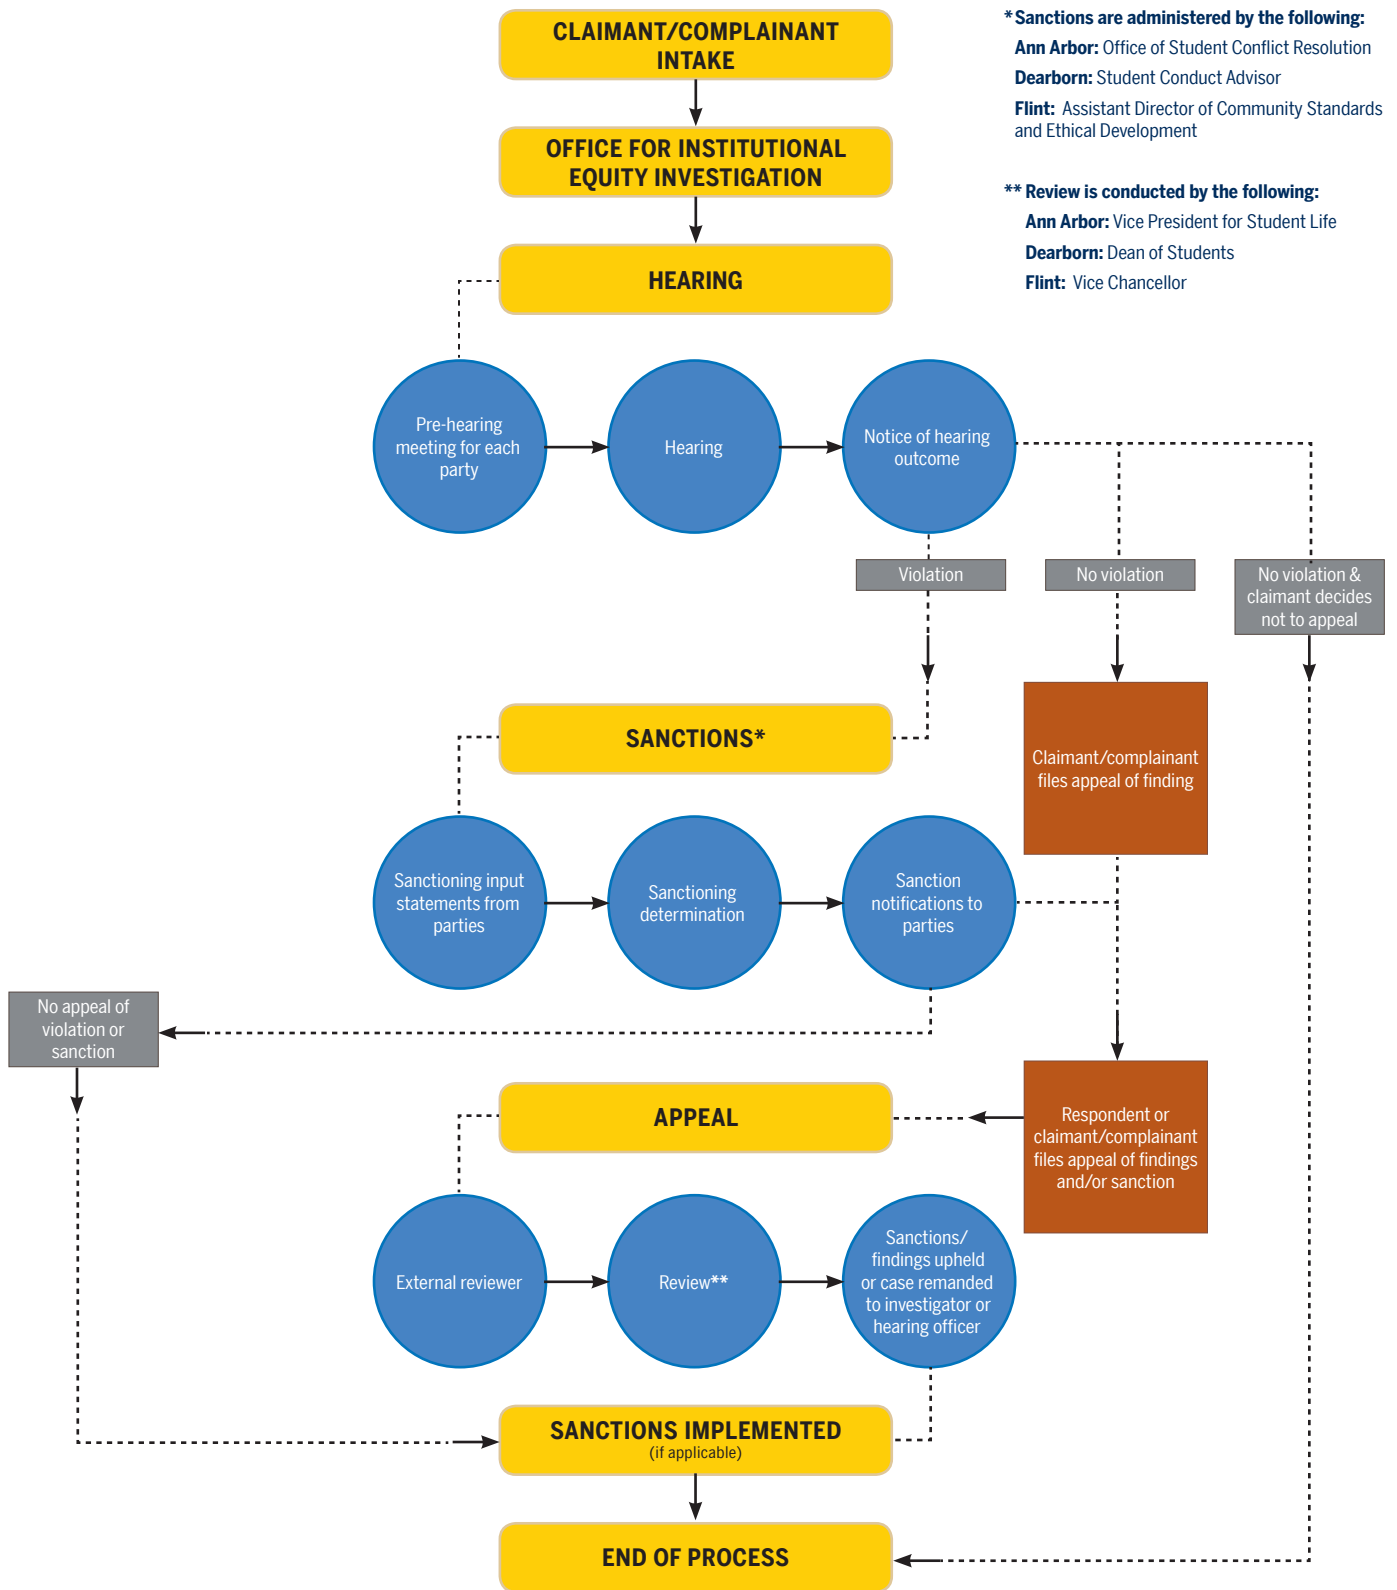 CLAIMANT/COMPLAINANT
INTAKE
* Sanctions are administered by the following:
Ann Arbor: Office of Student Conflict Resolution
Dearborn: Student Conduct Advisor
Flint: Assistant Director of Community Standards
and Ethical Development
OFFICE FOR INSTITUTIONAL
EQUITY INVESTIGATION
** Review is conducted by the following:
Ann Arbor: Vice President for Student Life
Dearborn: Dean of Students
Flint: Vice Chancellor
HEARING
Pre-hearing
meeting for each
party
Hearing
Notice of hearing
outcome
Violation
No violation
No violation &
claimant decides
not to appeal
SANCTIONS*
Claimant/complainant
files appeal of finding
Sanctioning input
statements from
parties
Sanctioning
determination
Sanction
notifications to
parties
No appeal of
violation or
sanction
APPEAL
Respondent or
claimant/complainant
files appeal of findings
and/or sanction
External reviewer
Review**
Sanctions/
findings upheld
or case remanded
to investigator or
hearing officer
SANCTIONS IMPLEMENTED
(if applicable)
END OF PROCESS